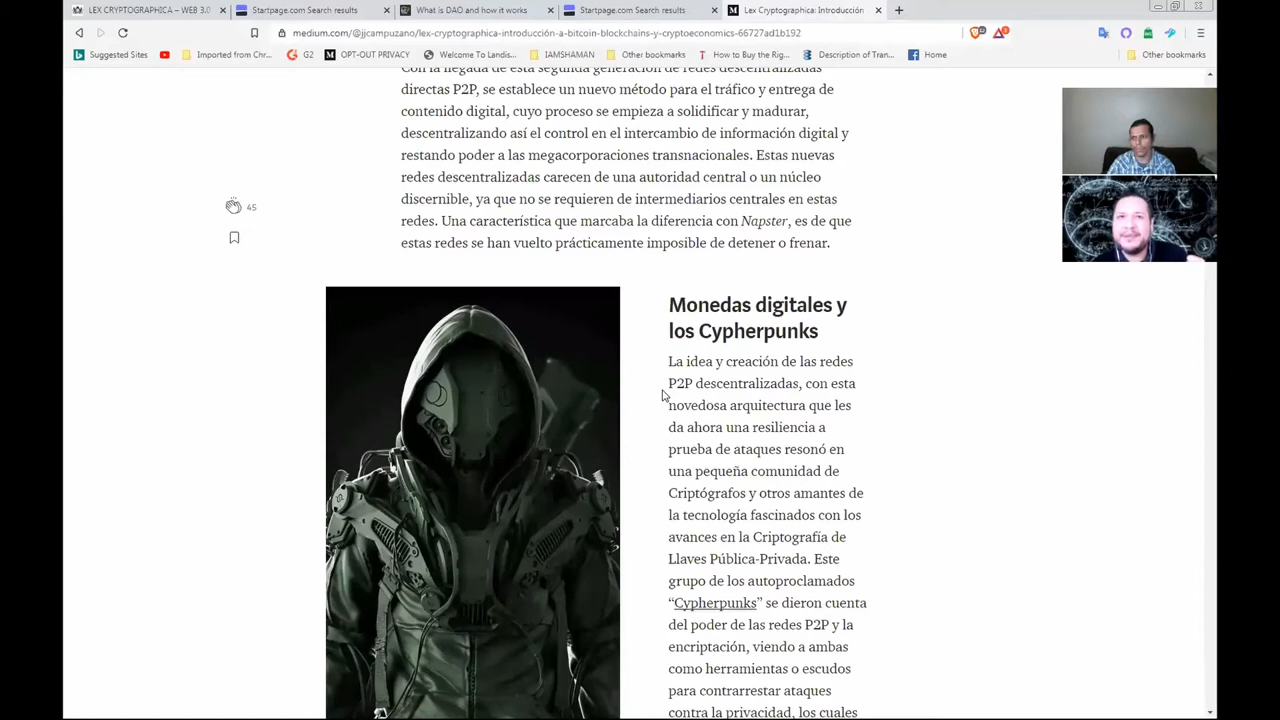 LEX CRYPTOGRAPHICA – WEB 3.0
Startpage.com Search results
What is DAO and how it works
Startpage.com Search results
Lex Cryptographica: Introducción
medium.com/@jjcampuzano/lex-cryptographica-introducción-a-bitcoin-blockchains-y-cryptoeconomics-66727ad1b192
Suggested Sites
Imported from Chr...
G2
OPT-OUT PRIVACY
Welcome To Landis...
IAMSHAMAN
Other bookmarks
How to Buy the Rig...
Description of Tran...
Home
Other bookmarks
Con la llegada de esta segunda generación de redes descentralizadas
directas P2P, se establece un nuevo método para el tráfico y entrega de
contenido digital, cuyo proceso se empieza a solidificar y madurar,
descentralizando así el control en el intercambio de información digital y
restando poder a las megacorporaciones transnacionales. Estas nuevas
redes descentralizadas carecen de una autoridad central o un núcleo
discernible, ya que no se requieren de intermediarios centrales en estas
redes. Una característica que marcaba la diferencia con Napster, es de que
estas redes se han vuelto prácticamente imposible de detener o frenar.
45
Monedas digitales y
los Cypherpunks
La idea y creación de las redes
P2P descentralizadas, con esta
novedosa arquitectura que les
da ahora una resiliencia a
prueba de ataques resonó en
una pequeña comunidad de
Criptógrafos y otros amantes de
la tecnología fascinados con los
avances en la Criptografía de
Llaves Pública-Privada. Este
grupo de los autoproclamados
“Cypherpunks” se dieron cuenta
del poder de las redes P2P y la
encriptación, viendo a ambas
como herramientas o escudos
para contrarrestar ataques
contra la privacidad, los cuales